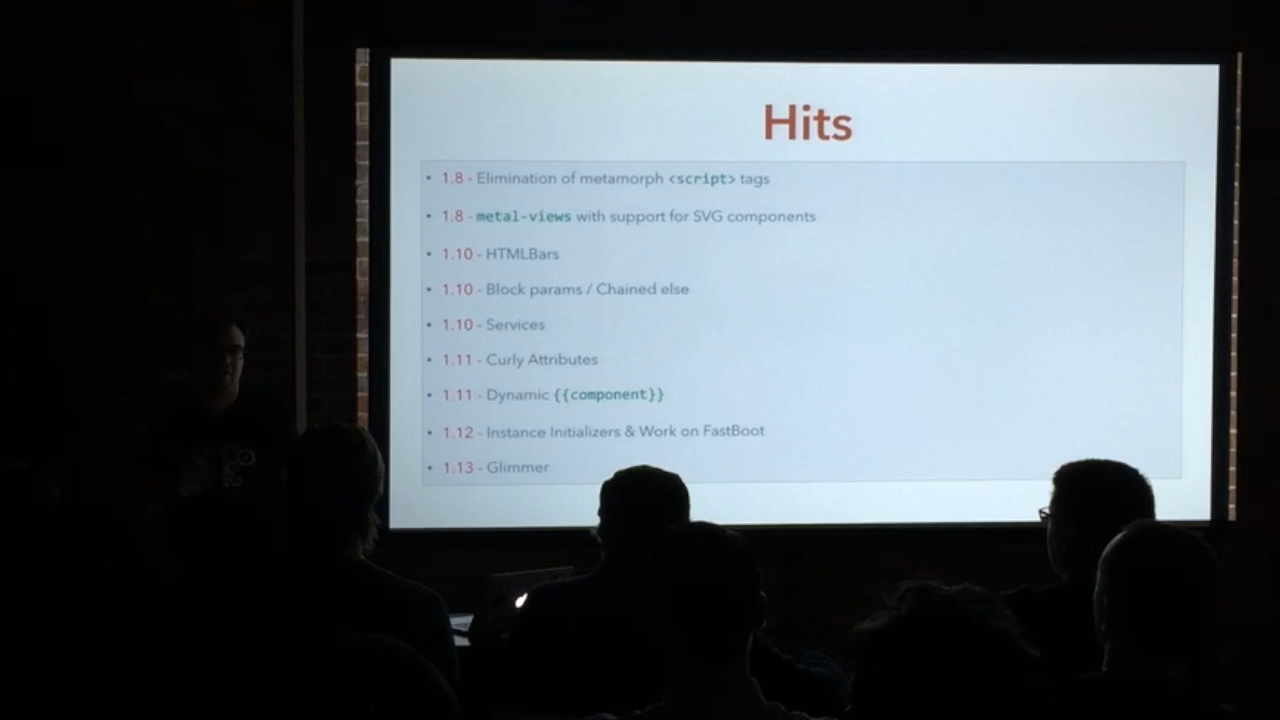 Hits
• 1.8 - Elimination of metamorph <script> tags
• 1.8 - metal-views with support for SVG components
• 1.10 - HTMLBars
• 1.10 - Block params / Chained else
• 1.10 - Services
• 1.11 - Curly Attributes
• 1.11 - Dynamic {{component}}
• 1.12 - Instance Initializers & Work on FastBoot
• 1.13 - Glimmer